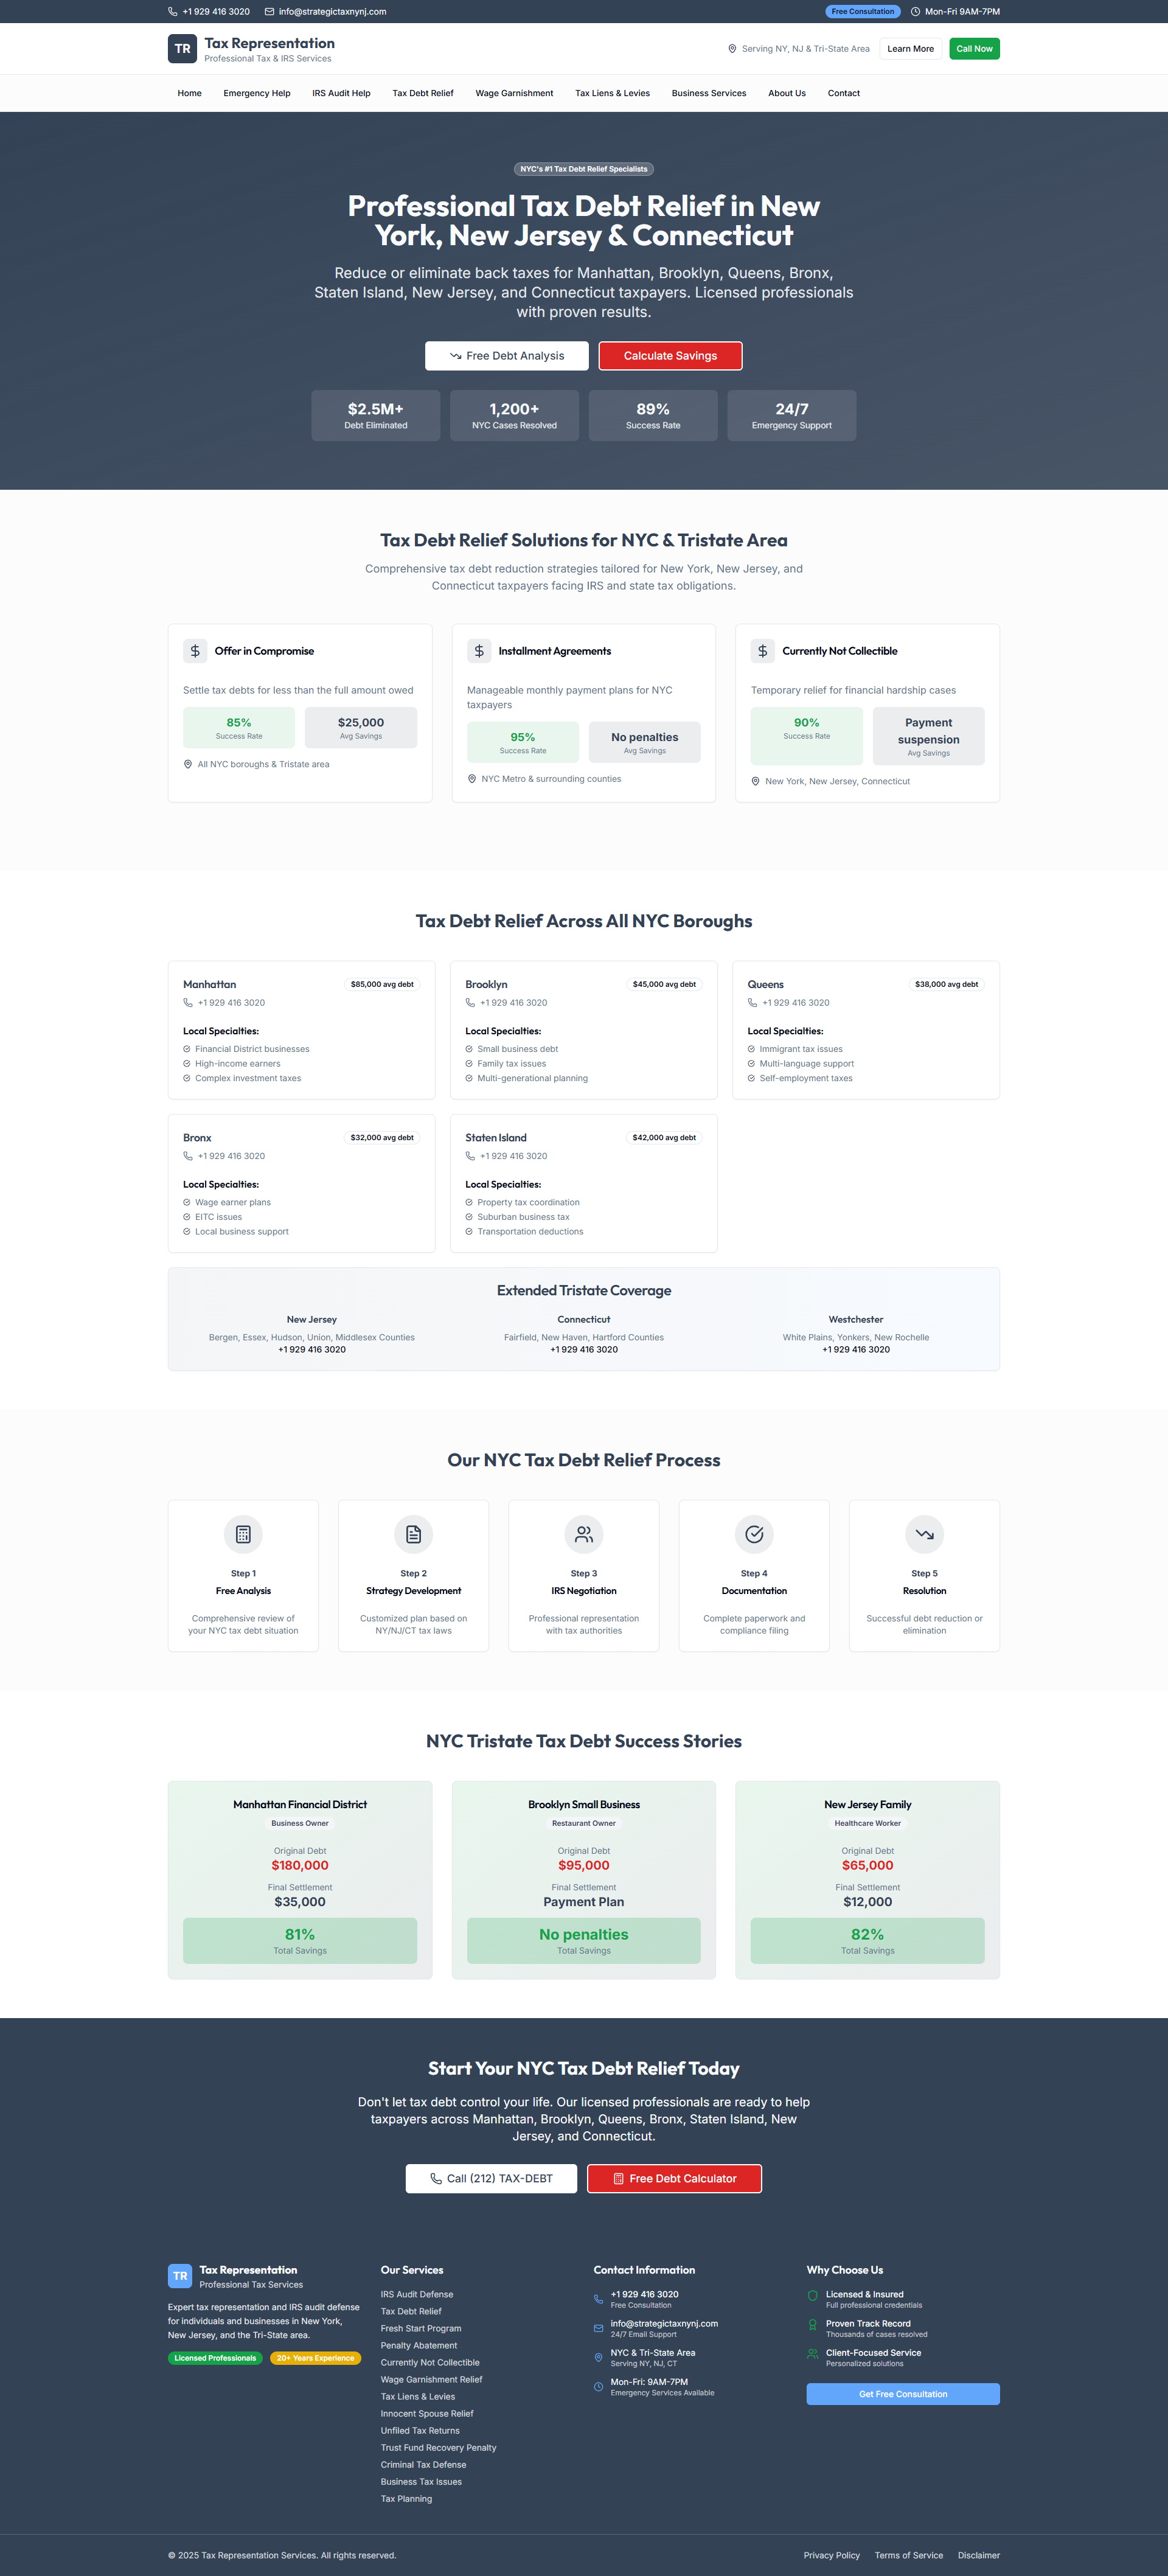 +1 929 416 3020
info@strategictaxnynj.com
Free Consultation
Mon-Fri 9AM-7PM
TR
Tax Representation
Professional Tax & IRS Services
Serving NY, NJ & Tri-State Area
Learn More
Call Now
Home
Emergency Help
IRS Audit Help
Tax Debt Relief
Wage Garnishment
Tax Liens & Levies
Business Services
About Us
Contact
NYC's #1 Tax Debt Relief Specialists
Professional Tax Debt Relief in New
York, New Jersey & Connecticut
Reduce or eliminate back taxes for Manhattan, Brooklyn, Queens, Bronx,
Staten Island, New Jersey, and Connecticut taxpayers. Licensed professionals
with proven results.
Free Debt Analysis
Calculate Savings
$2.5M+
Debt Eliminated
1,200+
NYC Cases Resolved
89%
Success Rate
24/7
Emergency Support
Tax Debt Relief Solutions for NYC & Tristate Area
Comprehensive tax debt reduction strategies tailored for New York, New Jersey, and
Connecticut taxpayers facing IRS and state tax obligations.
Offer in Compromise
Settle tax debts for less than the full amount owed
85%
Success Rate
$25,000
Avg Savings
All NYC boroughs & Tristate area
Installment Agreements
Manageable monthly payment plans for NYC
taxpayers
95%
Success Rate
No penalties
Avg Savings
NYC Metro & surrounding counties
Currently Not Collectible
Temporary relief for financial hardship cases
90%
Success Rate
Payment
suspension
Avg Savings
New York, New Jersey, Connecticut
Tax Debt Relief Across All NYC Boroughs
Manhattan
$85,000 avg debt
+1 929 416 3020
Local Specialties:
Financial District businesses
High-income earners
Complex investment taxes
Brooklyn
$45,000 avg debt
+1 929 416 3020
Local Specialties:
Small business debt
Family tax issues
Multi-generational planning
Queens
$38,000 avg debt
+1 929 416 3020
Local Specialties:
Immigrant tax issues
Multi-language support
Self-employment taxes
Bronx
$32,000 avg debt
+1 929 416 3020
Local Specialties:
Wage earner plans
EITC issues
Local business support
Staten Island
$42,000 avg debt
+1 929 416 3020
Local Specialties:
Property tax coordination
Suburban business tax
Transportation deductions
Extended Tristate Coverage
New Jersey
Bergen, Essex, Hudson, Union, Middlesex Counties
+1 929 416 3020
Connecticut
Fairfield, New Haven, Hartford Counties
+1 929 416 3020
Westchester
White Plains, Yonkers, New Rochelle
+1 929 416 3020
Our NYC Tax Debt Relief Process
Step 1
Free Analysis
Comprehensive review of
your NYC tax debt situation
Step 2
Strategy Development
Customized plan based on
NY/NJ/CT tax laws
Step 3
IRS Negotiation
Professional representation
with tax authorities
Step 4
Documentation
Complete paperwork and
compliance filing
Step 5
Resolution
Successful debt reduction or
elimination
NYC Tristate Tax Debt Success Stories
Manhattan Financial District
Business Owner
Original Debt
$180,000
Final Settlement
$35,000
81%
Total Savings
Brooklyn Small Business
Restaurant Owner
Original Debt
$95,000
Final Settlement
Payment Plan
No penalties
Total Savings
New Jersey Family
Healthcare Worker
Original Debt
$65,000
Final Settlement
$12,000
82%
Total Savings
Start Your NYC Tax Debt Relief Today
Don't let tax debt control your life. Our licensed professionals are ready to help
taxpayers across Manhattan, Brooklyn, Queens, Bronx, Staten Island, New
Jersey, and Connecticut.
Call (212) TAX-DEBT
Free Debt Calculator
TR
Tax Representation
Professional Tax Services
Expert tax representation and IRS audit defense
for individuals and businesses in New York,
New Jersey, and the Tri-State area.
Licensed Professionals
20+ Years Experience
Our Services
IRS Audit Defense
Tax Debt Relief
Fresh Start Program
Penalty Abatement
Currently Not Collectible
Wage Garnishment Relief
Tax Liens & Levies
Innocent Spouse Relief
Unfiled Tax Returns
Trust Fund Recovery Penalty
Criminal Tax Defense
Business Tax Issues
Tax Planning
Contact Information
+1 929 416 3020
Free Consultation
info@strategictaxnynj.com
24/7 Email Support
NYC & Tri-State Area
Serving NY, NJ, CT
Mon-Fri: 9AM-7PM
Emergency Services Available
Why Choose Us
Licensed & Insured
Full professional credentials
Proven Track Record
Thousands of cases resolved
Client-Focused Service
Personalized solutions
Get Free Consultation
© 2025 Tax Representation Services. All rights reserved.
Privacy Policy
Terms of Service
Disclaimer